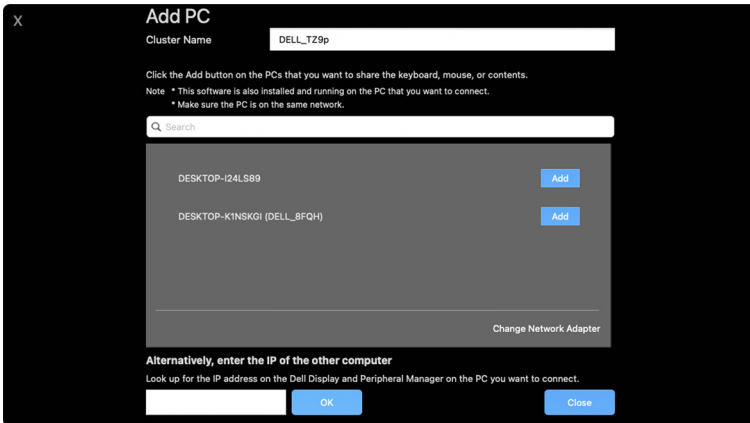 X
Add PC
Cluster Name DELL_TZ9p
Click the Add button on the PCs that you want to share the keyboard, mouse, or contents.
Note * This software is also installed and running on the PC that you want to connect.
* Make sure the PC is on the same network.
Search
DESKTOP-I24LS89 Add
DESKTOP-K1NSKGI (DELL_8FQH) Add
Change Network Adapter
Alternatively, enter the IP of the other computer
Look up for the IP address on the Dell Display and Peripheral Manager on the PC you want to connect.
OK Close